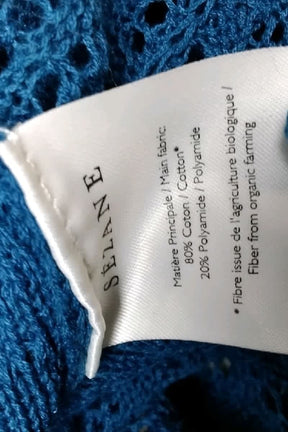 SÉZANE
Matière Principale / Main fabric:
80% Coton / Cotton*
20% Polyamide / Polyamide
* Fibre issue de l'agriculture biologique /
Fiber from organic farming